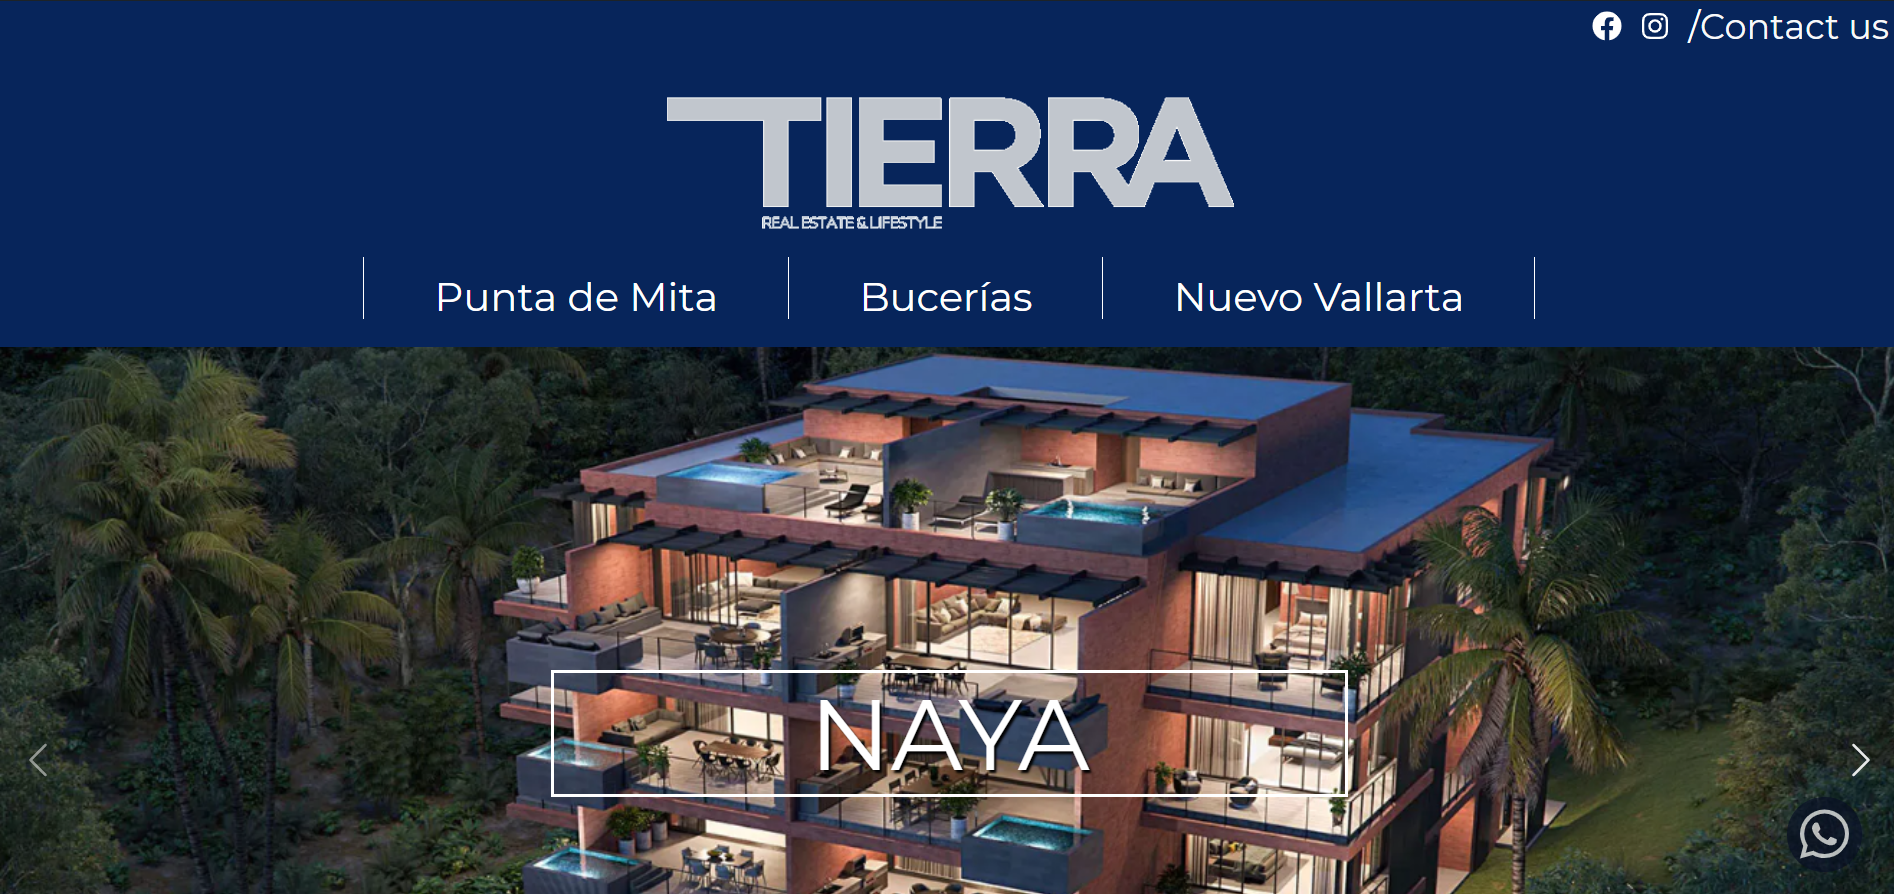 /Contact us
TIERRA
REAL ESTATE & LIFESTYLE
Punta de Mita
Bucerías
Nuevo Vallarta
NAYA